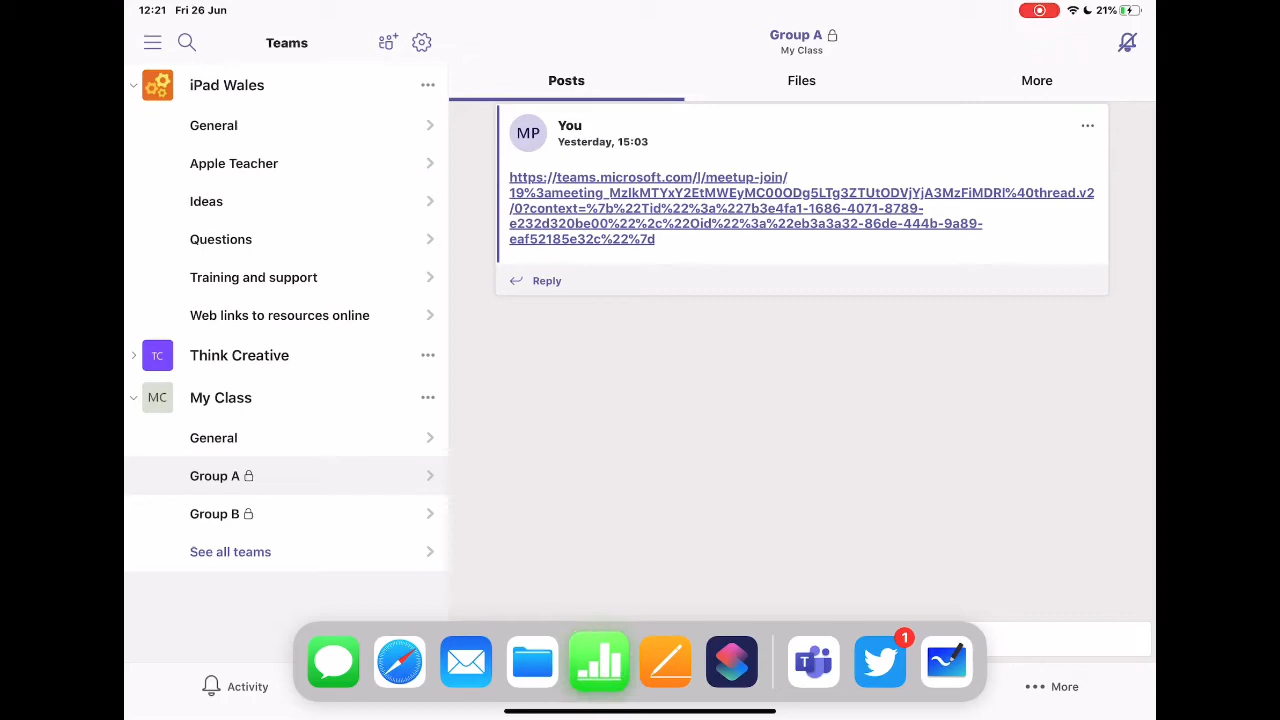 12:21 Fri 26 Jun
21%
Teams
Group A
My Class
Posts
Files
More
iPad Wales
General
Apple Teacher
Ideas
Questions
Training and support
Web links to resources online
TC
Think Creative
MC
My Class
General
Group A
Group B
See all teams
MP
You
Yesterday, 15:03
https://teams.microsoft.com/l/meetup-join/
19%3ameeting_MzlkMTYxY2EtMWEyMC00ODg5LTg3ZTUtODVjYjA3MzFiMDRl%40thread.v2
/0?context=%7b%22Tid%22%3a%227b3e4fa1-1686-4071-8789-
e232d320be00%22%2c%22Oid%22%3a%22eb3a3a32-86de-444b-9a89-
eaf52185e32c%22%7d
Reply
T
1
Activity
More